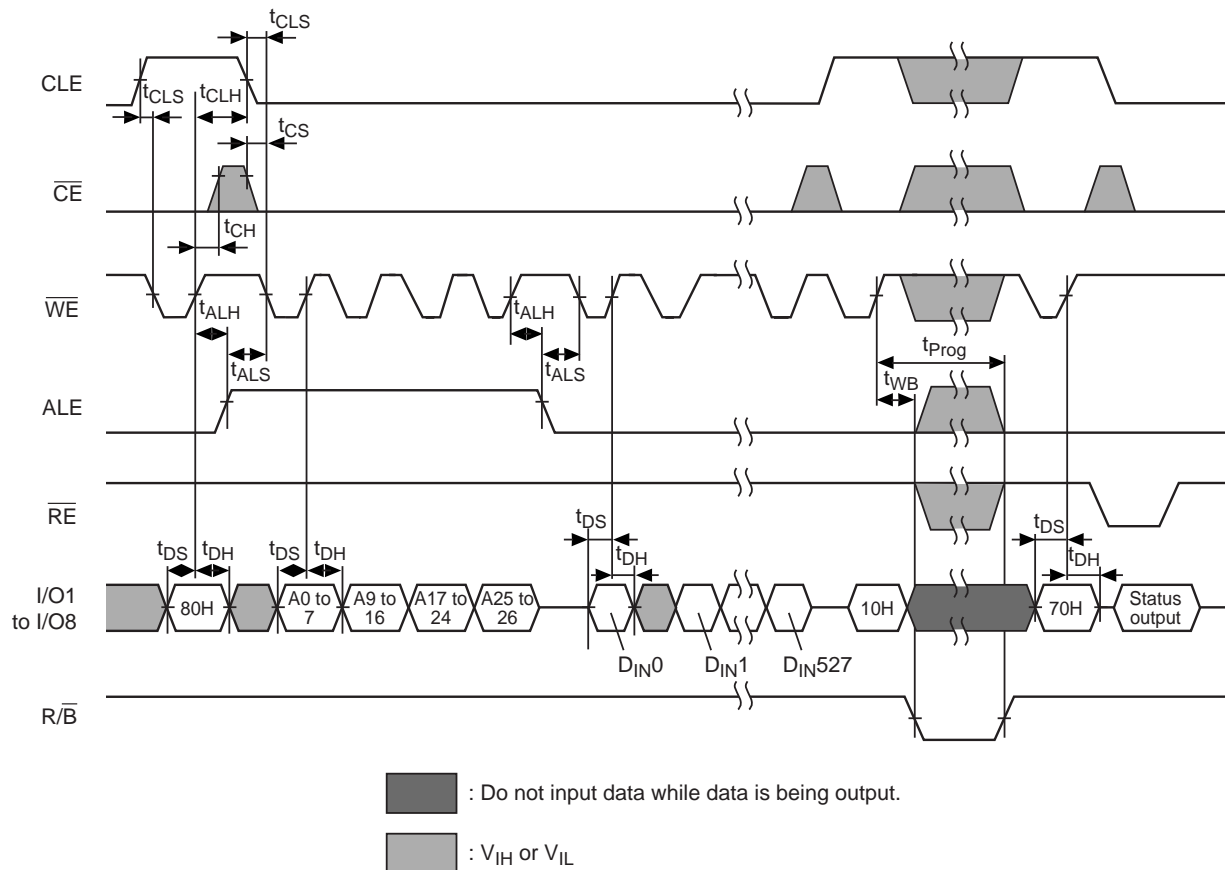 tCLS
CLE
tCLS
tCLH
tCS
CE
tCH
WE
tALH
tALH
tProg
tALS
tALS
tWB
ALE
RE
tDS
tDH
tDS
tDH
tDS
tDH
tDS
tDH
I/O1
to I/O8
80H
A0 to
7
A9 to
16
A17 to
24
A25 to
26
10H
70H
Status
output
DIN0
DIN1
DIN527
R/B
: Do not input data while data is being output.
: VIH or VIL